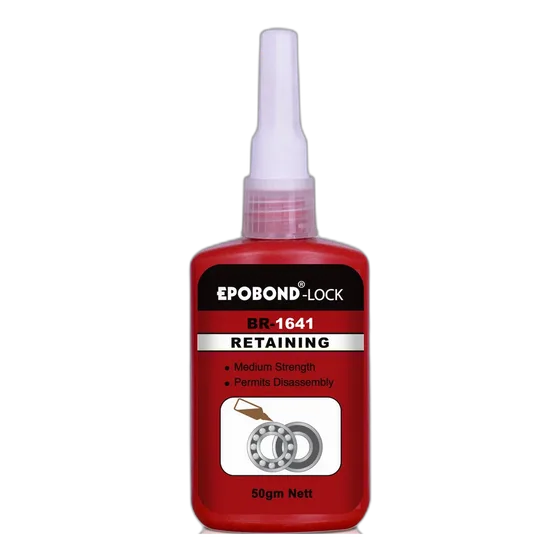 EPOBOND®-LOCK
BR-1641
RETAINING
• Medium Strength
• Permits Disassembly
50gm Nett